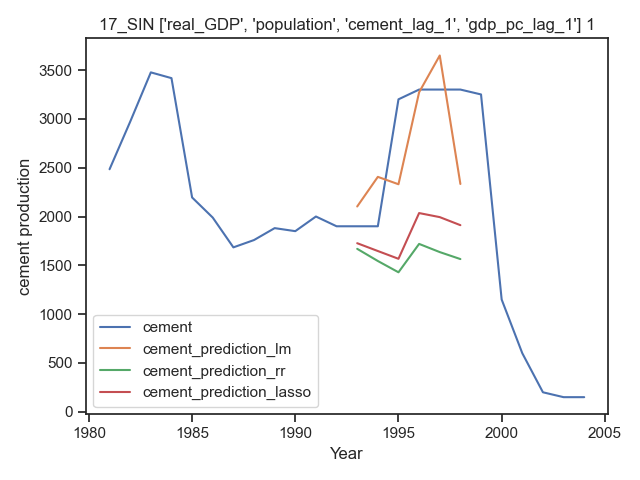 17_SIN ['real_GDP', 'population', 'cement_lag_1', 'gdp_pc_lag_1'] 1
cement production
3500
3000
2500
2000
1500
1000
500
0
cement
cement_prediction_lm
cement_prediction_rr
cement_prediction_lasso
1980 1985 1990 1995 2000 2005
Year